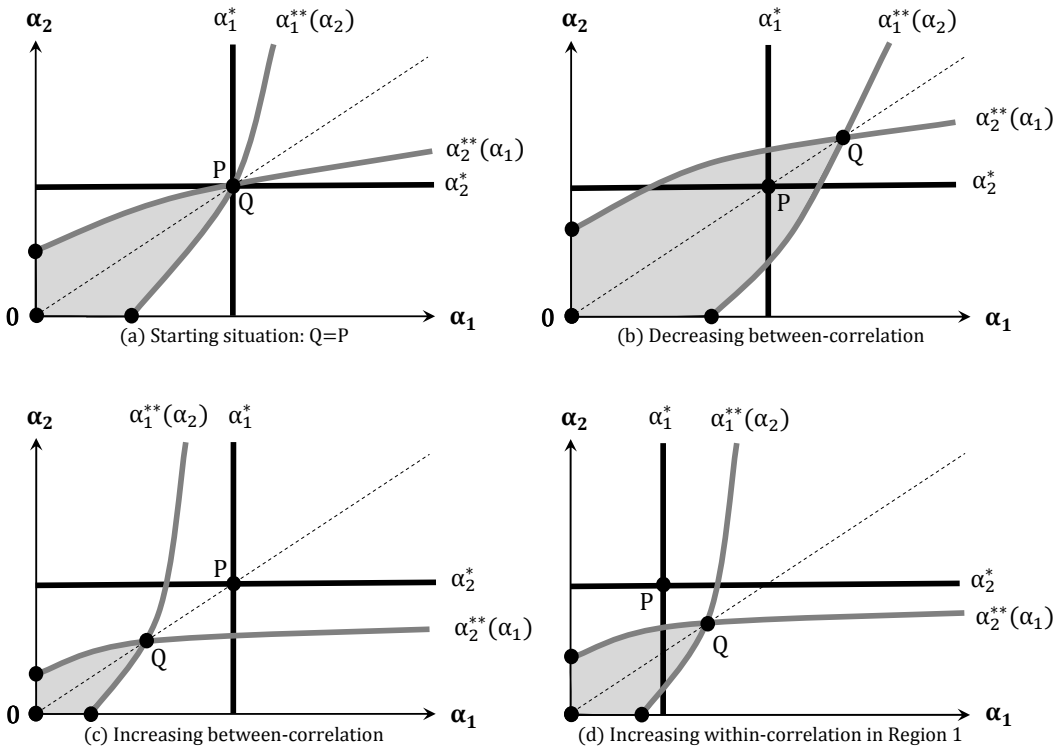 α₂
α₁*
α₁**(α₂)
α₂**(α₁)
P
α₂*
Q
0
α₁
(a) Starting situation: Q=P
α₂
α₁*
α₁**(α₂)
α₂**(α₁)
Q
α₂*
P
0
α₁
(b) Decreasing between-correlation
α₂
α₁**(α₂)
α₁*
P
α₂*
α₂**(α₁)
Q
0
α₁
(c) Increasing between-correlation
α₂
α₁*
α₁**(α₂)
α₂*
P
α₂**(α₁)
Q
0
α₁
(d) Increasing within-correlation in Region 1